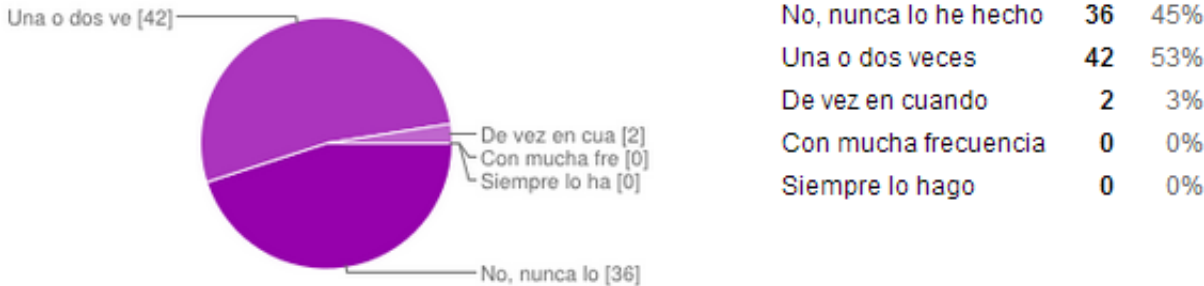 Una o dos ve [42]
De vez en cua [2]
Con mucha fre [0]
Siempre lo ha [0]
No, nunca lo [36]
No, nunca lo he hecho 36 45%
Una o dos veces 42 53%
De vez en cuando 2 3%
Con mucha frecuencia 0 0%
Siempre lo hago 0 0%